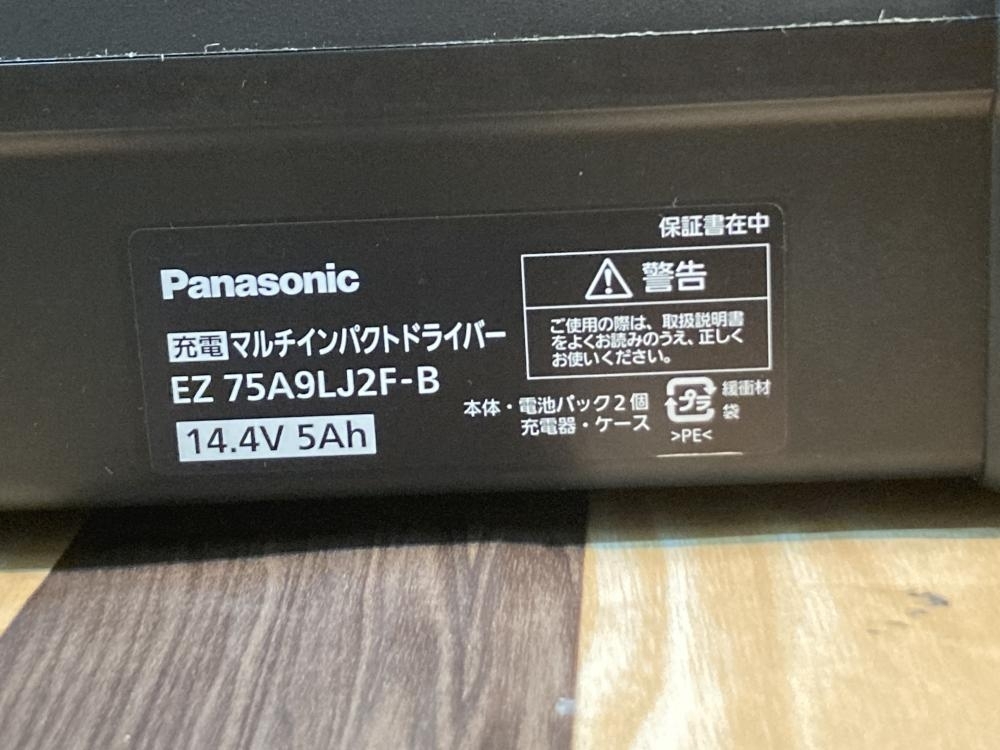 保証書在中
Panasonic
充電 マルチインパクトドライバー
EZ 75A9LJ2F-B
14.4V 5Ah
警告
ご使用の際は、取扱説明書
をよくお読みのうえ、正しく
お使いください。
本体・電池パック2個
充電器・ケース
プラ
緩衝材
袋
>PE<